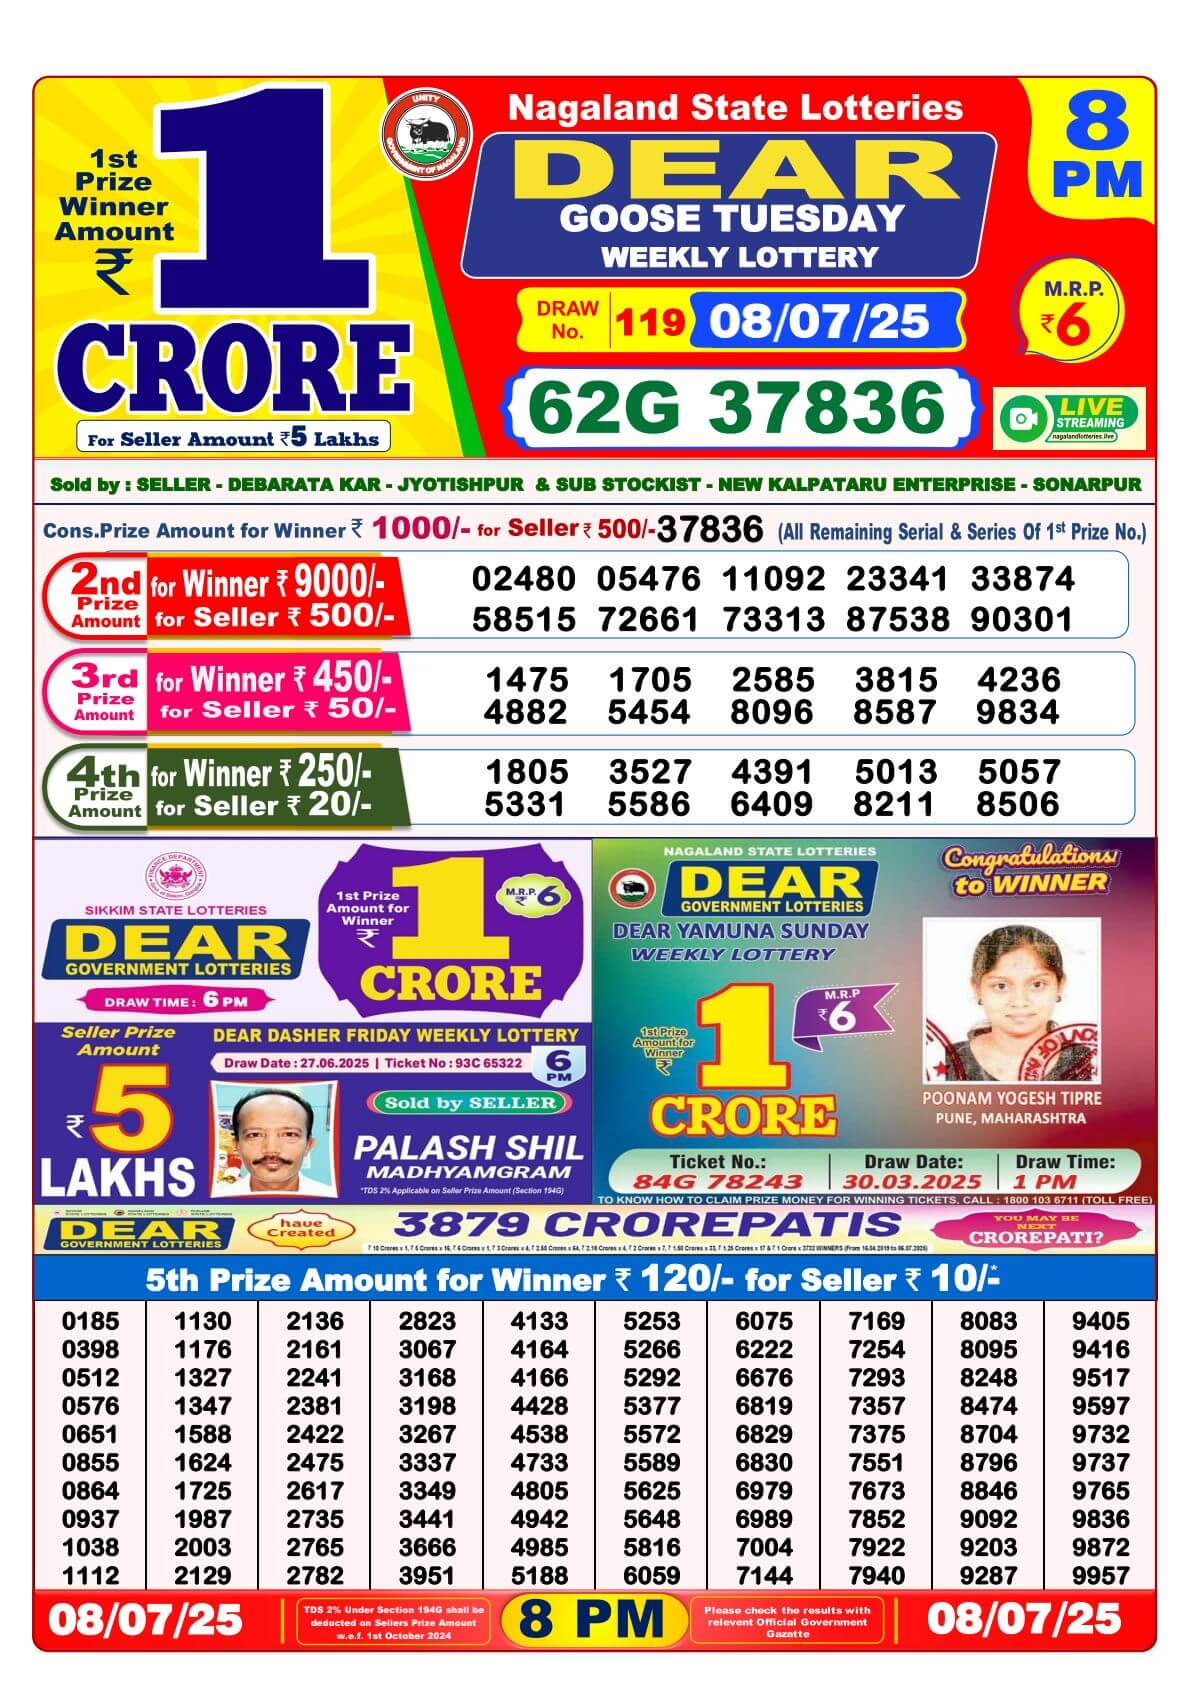 1st
Prize
Winner
Amount
₹
1
CRORE
For Seller Amount ₹5 Lakhs
UNITY
GOVERNMENT OF NAGALAND
Nagaland State Lotteries
DEAR
GOOSE TUESDAY
WEEKLY LOTTERY
8
PM
DRAW No. 119 08/07/25
M.R.P.
₹6
62G 37836
LIVE
STREAMING
nagalandlotteries.live
Sold by : SELLER - DEBARATA KAR - JYOTISHPUR & SUB STOCKIST - NEW KALPATARU ENTERPRISE - SONARPUR
Cons.Prize Amount for Winner ₹ 1000/- for Seller ₹ 500/- 37836 (All Remaining Serial & Series Of 1st Prize No.)
2nd
Prize
Amount
for Winner ₹ 9000/-
for Seller ₹ 500/-
02480 05476 11092 23341 33874
58515 72661 73313 87538 90301
3rd
Prize
Amount
for Winner ₹ 450/-
for Seller ₹ 50/-
1475 1705 2585 3815 4236
4882 5454 8096 8587 9834
4th
Prize
Amount
for Winner ₹ 250/-
for Seller ₹ 20/-
1805 3527 4391 5013 5057
5331 5586 6409 8211 8506
SIKKIM STATE LOTTERIES
DEAR
GOVERNMENT LOTTERIES
DRAW TIME: 6 PM
1st Prize
Amount for
Winner
₹
1
CRORE
M.R.P.
₹6
Seller Prize
Amount
₹5
LAKHS
DEAR DASHER FRIDAY WEEKLY LOTTERY
Draw Date : 27.06.2025 | Ticket No : 93C 65322
6
PM
Sold by SELLER
PALASH SHIL
MADHYAMGRAM
*TDS 2% Applicable on Seller Prize Amount (Section 194G)
NAGALAND STATE LOTTERIES
DEAR
GOVERNMENT LOTTERIES
DEAR YAMUNA SUNDAY
WEEKLY LOTTERY
1st Prize
Amount for
Winner
₹
1
CRORE
M.R.P
₹6
Congratulations!
to WINNER
POONAM YOGESH TIPRE
PUNE, MAHARASHTRA
Ticket No.: Draw Date: Draw Time:
84G 78243 30.03.2025 1 PM
TO KNOW HOW TO CLAIM PRIZE MONEY FOR WINNING TICKETS, CALL : 1800 103 6711 (TOLL FREE)
DEAR
GOVERNMENT LOTTERIES
have
Created
3879 CROREPATIS
YOU MAY BE
NEXT
CROREPATI?
5th Prize Amount for Winner ₹ 120/- for Seller ₹ 10/-*
0185 1130 2136 2823 4133 5253 6075 7169 8083 9405
0398 1176 2161 3067 4164 5266 6222 7254 8095 9416
0512 1327 2241 3168 4166 5292 6676 7293 8248 9517
0576 1347 2381 3198 4428 5377 6819 7357 8474 9597
0651 1588 2422 3267 4538 5572 6829 7375 8704 9732
0855 1624 2475 3337 4733 5589 6830 7551 8796 9737
0864 1725 2617 3349 4805 5625 6979 7673 8846 9765
0937 1987 2735 3441 4942 5648 6989 7852 9092 9836
1038 2003 2765 3666 4985 5816 7004 7922 9203 9872
1112 2129 2782 3951 5188 6059 7144 7940 9287 9957
08/07/25
TDS 2% Under Section 194G shall be
deducted on Sellers Prize Amount
w.e.f. 1st October 2024
8 PM
Please check the results with
relevent Official Government
Gazatte
08/07/25